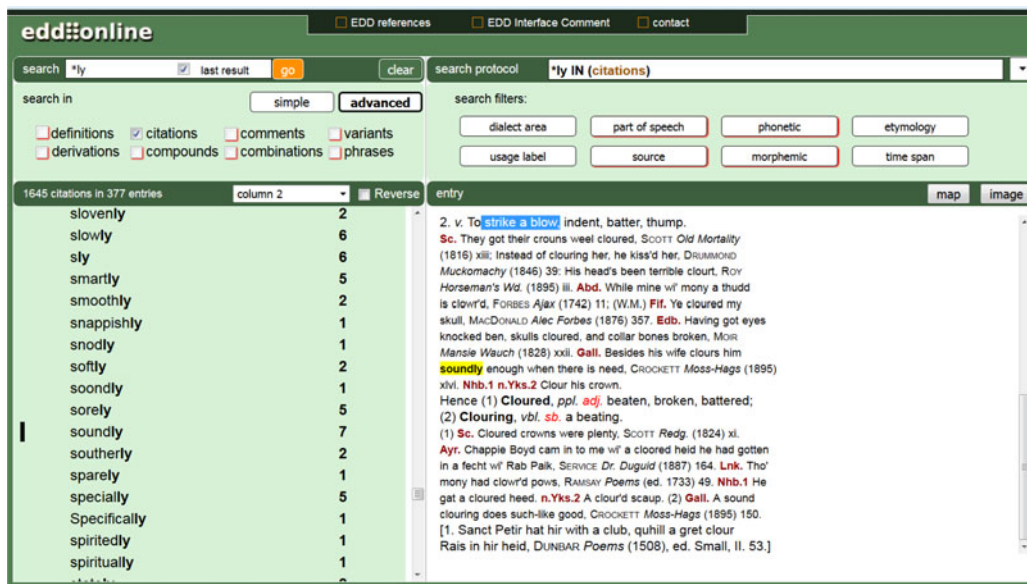 edd online
EDD references
EDD Interface Comment
contact
search *ly last result go clear
search protocol *ly IN (citations)
search in simple advanced
definitions citations comments variants
derivations compounds combinations phrases
search filters:
dialect area part of speech phonetic etymology
usage label source morphemic time span
1645 citations in 377 entries column 2 Reverse
slovenly 2
slowly 6
sly 6
smartly 5
smoothly 2
snappishly 1
snodly 1
softly 2
soondly 1
sorely 5
soundly 7
southerly 2
sparely 1
specially 5
Specifically 1
spiritedly 1
spiritually 1
entry map image
2. v. To strike a blow, indent, batter, thump.
Sc. They got their crouns weel cloured, SCOTT Old Mortality
(1816) xiii; Instead of clouring her, he kiss'd her, DRUMMOND
Muckomachy (1846) 39: His head's been terrible clourt, ROY
Horseman's Wd. (1895) iii. Abd. While mine wi' mony a thudd
is clowr'd, FORBES Ajax (1742) 11; (W.M.) Fif. Ye cloured my
skull, MACDONALD Alec Forbes (1876) 357. Edb. Having got eyes
knocked ben, skulls cloured, and collar bones broken, MOIR
Mansie Wauch (1828) xxii. Gall. Besides his wife clours him
soundly enough when there is need, CROCKETT Moss-Hags (1895)
xlvi. Nhb.1 n.Yks.2 Clour his crown.
Hence (1) Cloured, ppl. adj. beaten, broken, battered;
(2) Clouring, vbl. sb. a beating.
(1) Sc. Cloured crowns were plenty, SCOTT Redg. (1824) xi.
Ayr. Chappie Boyd cam in to me wi' a cloored heid he had gotten
in a fecht wi' Rab Paik, SERVICE Dr. Duguid (1887) 164. Lnk. Tho'
mony had clowr'd pows, RAMSAY Poems (ed. 1733) 49. Nhb.1 He
gat a cloured heed. n.Yks.2 A clour'd scaup. (2) Gall. A sound
clouring does such-like good, CROCKETT Moss-Hags (1895) 150.
[1. Sanct Petir hat hir with a club, quhill a gret clour
Rais in hir heid, DUNBAR Poems (1508), ed. Small, II. 53.]